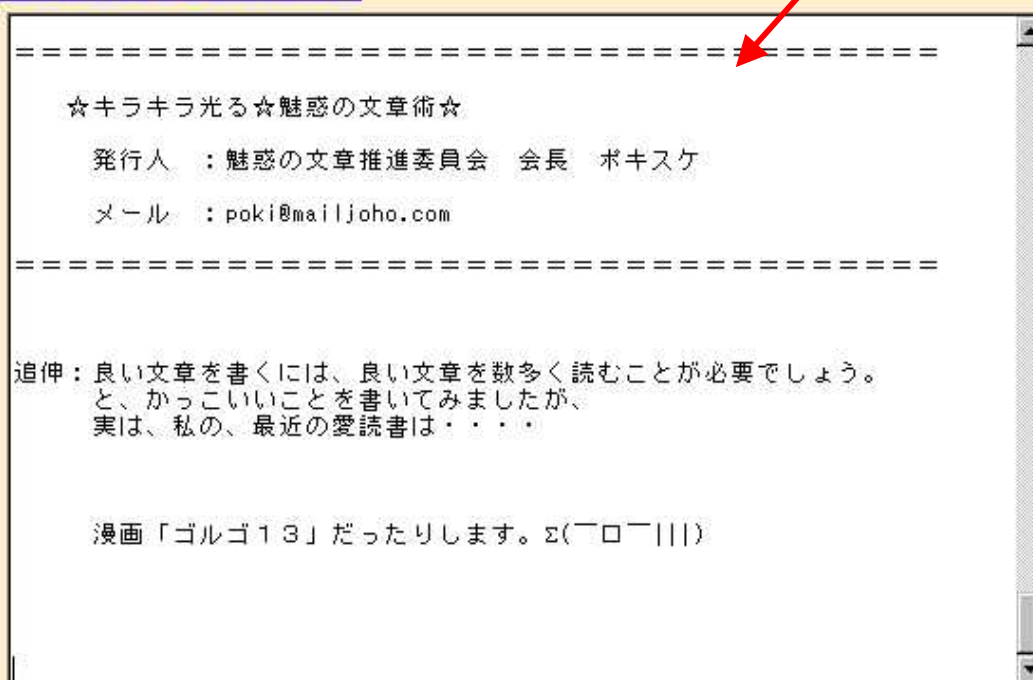 ===================================
☆キラキラ光る☆魅惑の文章術☆
発行人　：魅惑の文章推進委員会　会長　ポキスケ
メール　：poki@mailjoho.com
===================================
追伸：良い文章を書くには、良い文章を数多く読むことが必要でしょう。
と、かっこいいことを書いてみましたが、
実は、私の、最近の愛読書は・・・・
漫画「ゴルゴ１３」だったりします。Σ(￣ロ￣|||)